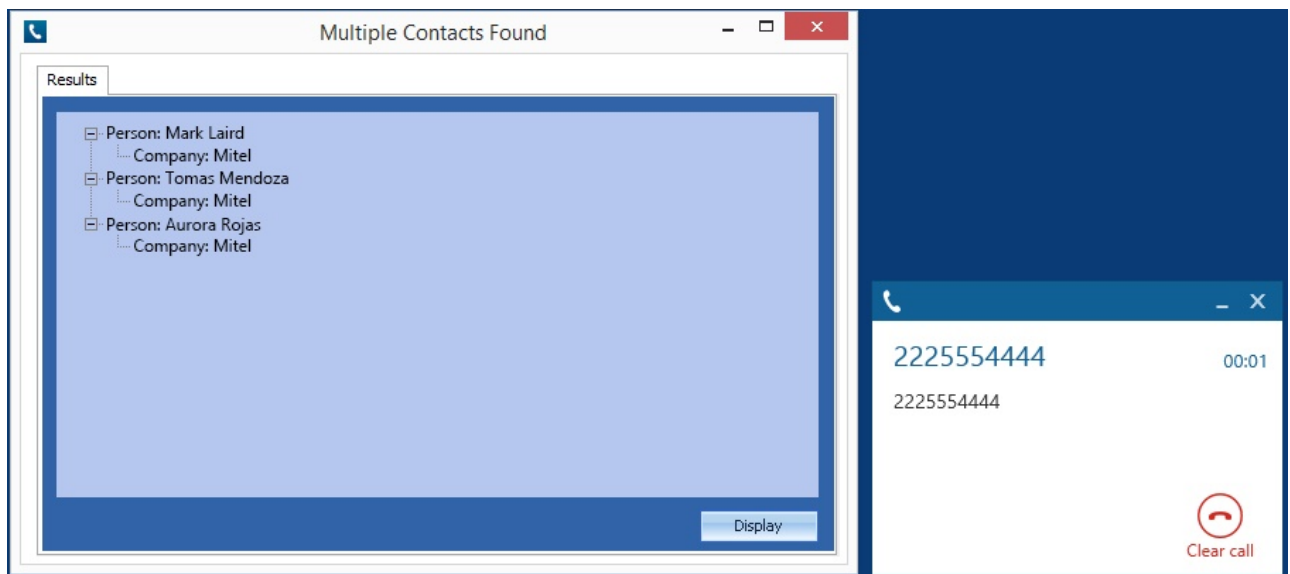 Multiple Contacts Found
Results
Person: Mark Laird
Company: Mitel
Person: Tomas Mendoza
Company: Mitel
Person: Aurora Rojas
Company: Mitel
Display
2225554444
00:01
2225554444
Clear call